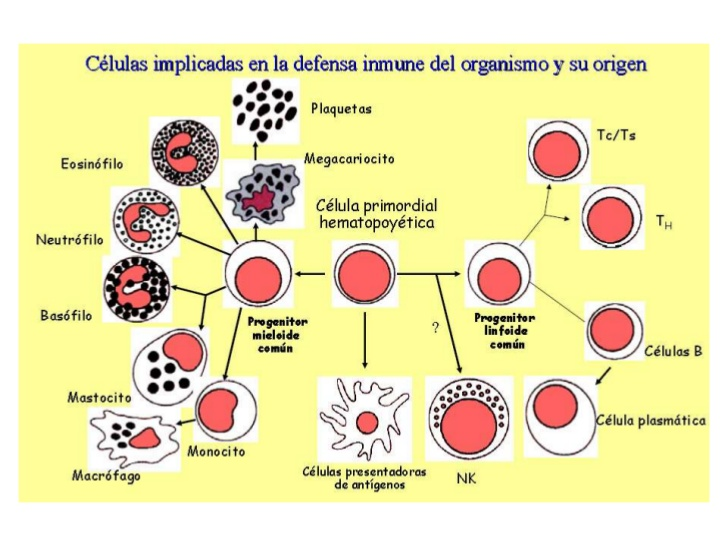 Células implicadas en la defensa inmune del organismo y su origen
Plaquetas
Tc/Ts
Eosinófilo
Megacariocito
Célula primordial
hematopoyética
TH
Neutrófilo
Basófilo
Progenitor
mieloide
común
?
Progenitor
linfoide
común
Células B
Mastocito
Célula plasmática
Monocito
Macrófago
Células presentadoras
de antígenos
NK